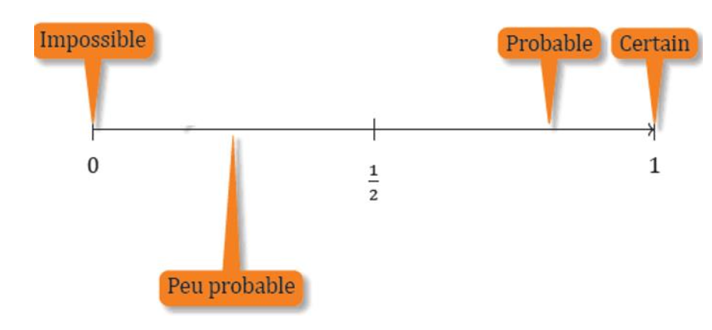 Impossible
Probable
Certain
0
1/2
1
Peu probable